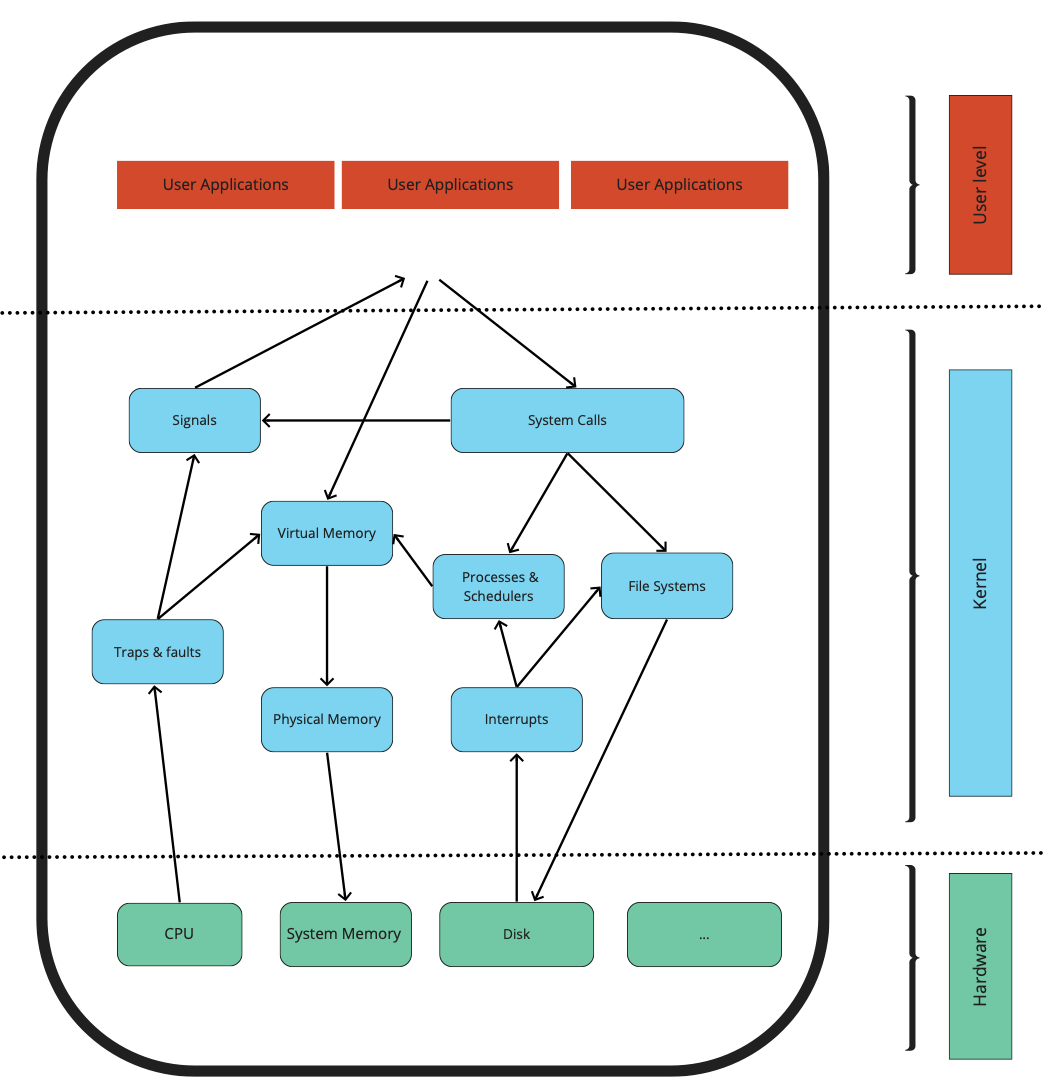 User Applications
User Applications
User Applications
User level
Signals
System Calls
Virtual Memory
Processes &
Schedulers
File Systems
Traps & faults
Physical Memory
Interrupts
Kernel
CPU
System Memory
Disk
...
Hardware